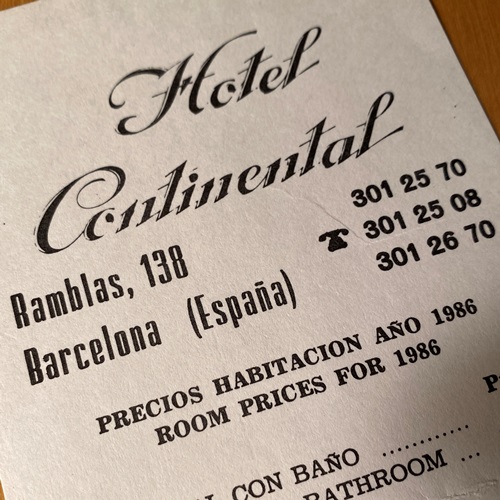 Hotel
Continental
Ramblas, 138
Barcelona (España)
301 25 70
301 25 08
301 26 70
PRECIOS HABITACION AÑO 1986
ROOM PRICES FOR 1986
CON BAÑO ............
BATHROOM ...